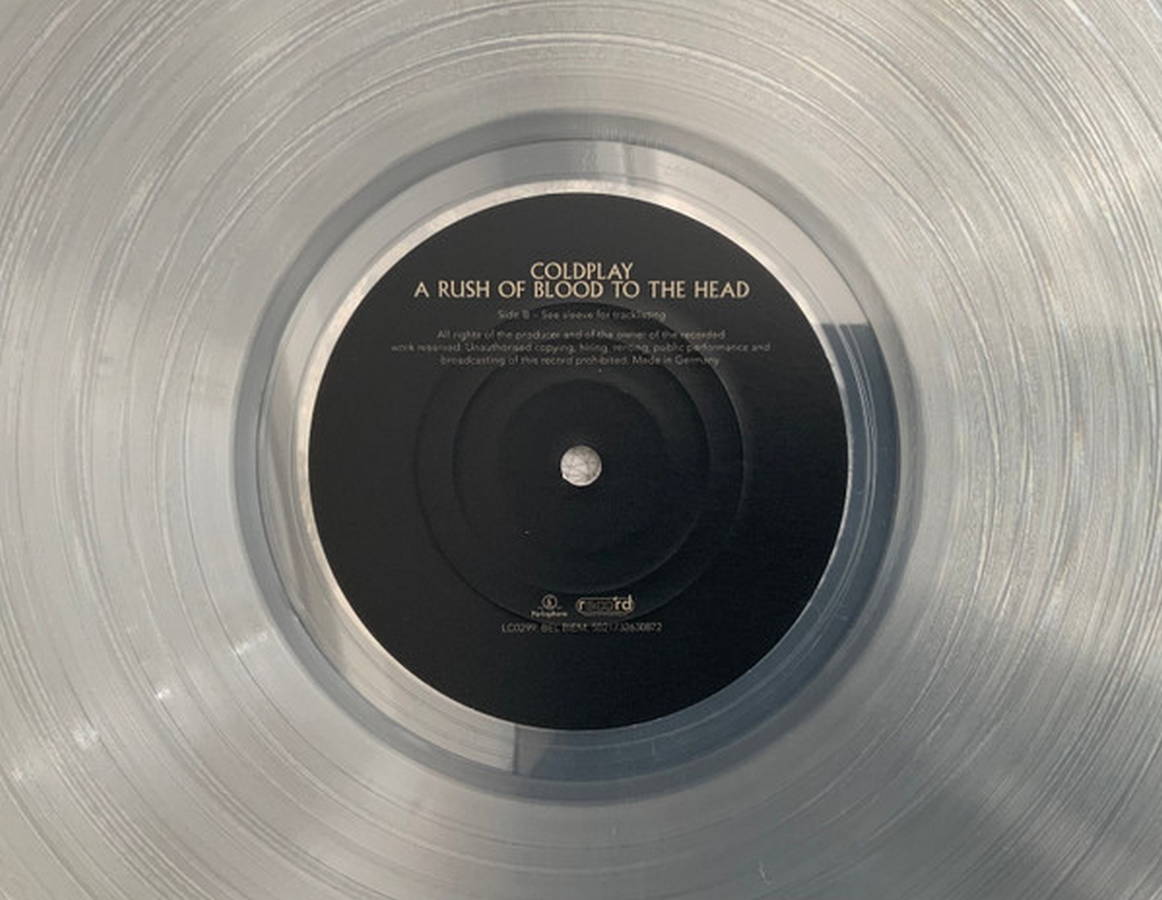 COLDPLAY
A RUSH OF BLOOD TO THE HEAD
Side B - See sleeve for tracklisting
All rights of the producer and of the owner of the recorded
work reserved. Unauthorised copying, hiring, renting, public performance and
broadcasting of this record prohibited. Made in Germany
Parlophone record
LC0299. BEL BIEM.